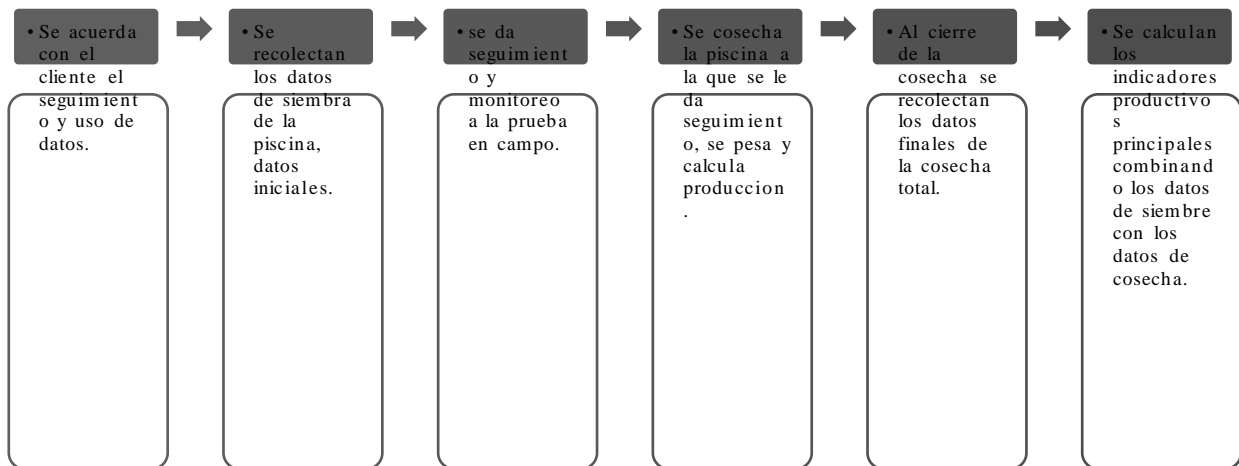 • Se acuerda
con el
cliente el
seguimient
o y uso de
datos.
• Se
recolectan
los datos
de siembra
de la
piscina,
datos
iniciales.
• se da
seguimient
o y
monitoreo
a la prueba
en campo.
• Se cosecha
la piscina a
la que se le
da
seguimient
o, se pesa y
calcula
produccion
.
• Al cierre
de la
cosecha se
recolectan
los datos
finales de
la cosecha
total.
• Se calculan
los
indicadores
productivo
s
principales
combinand
o los datos
de siembre
con los
datos de
cosecha.